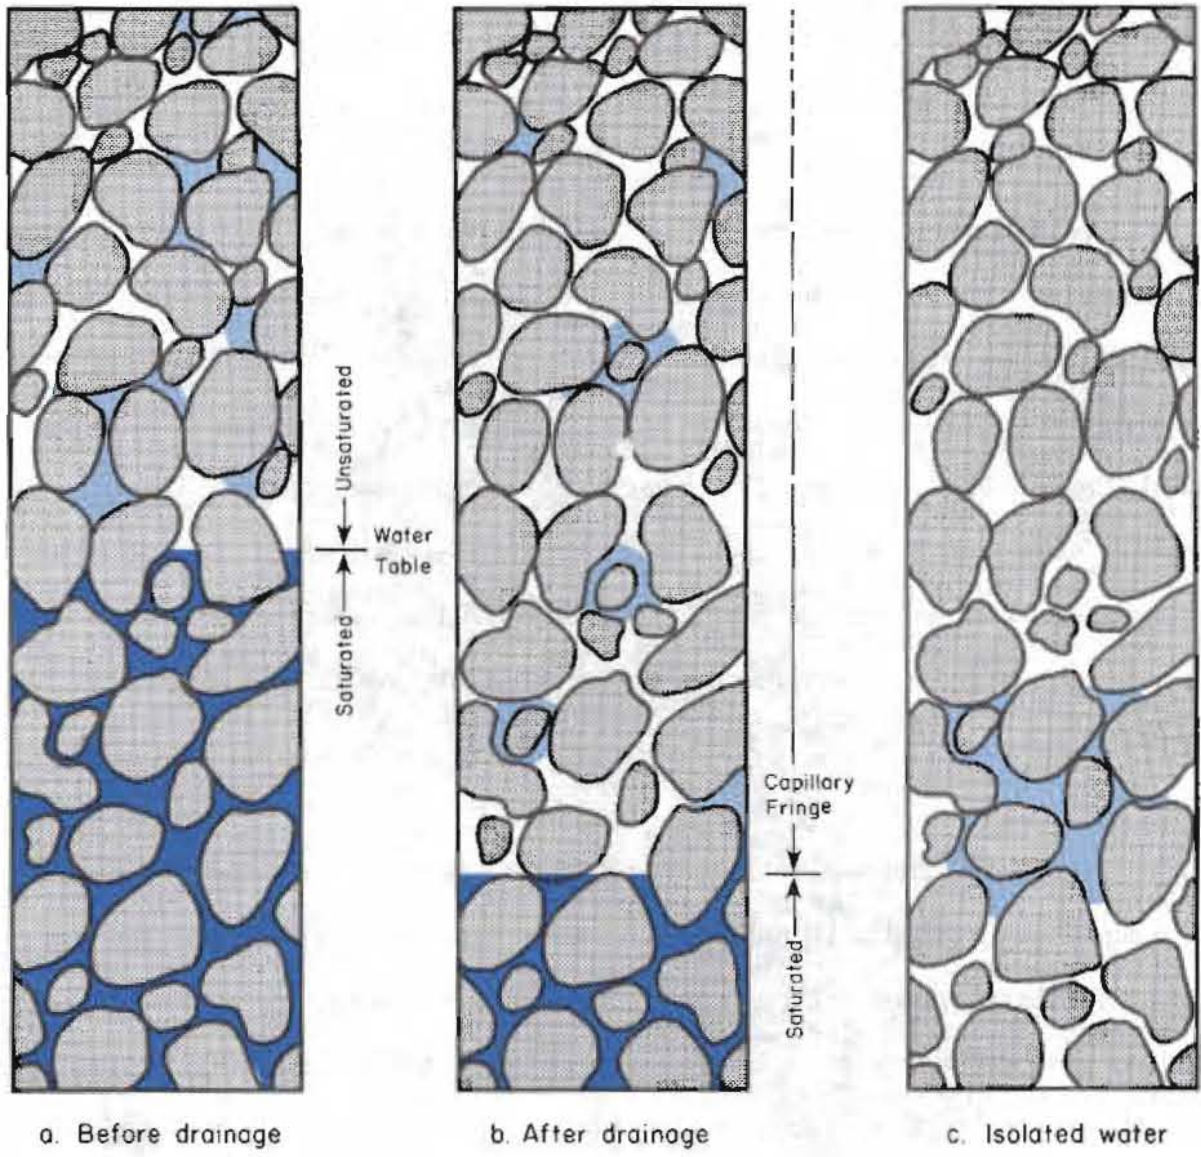 Unsaturated
Water
Table
Saturated
Capillary
Fringe
Saturated
a. Before drainage
b. After drainage
c. Isolated water